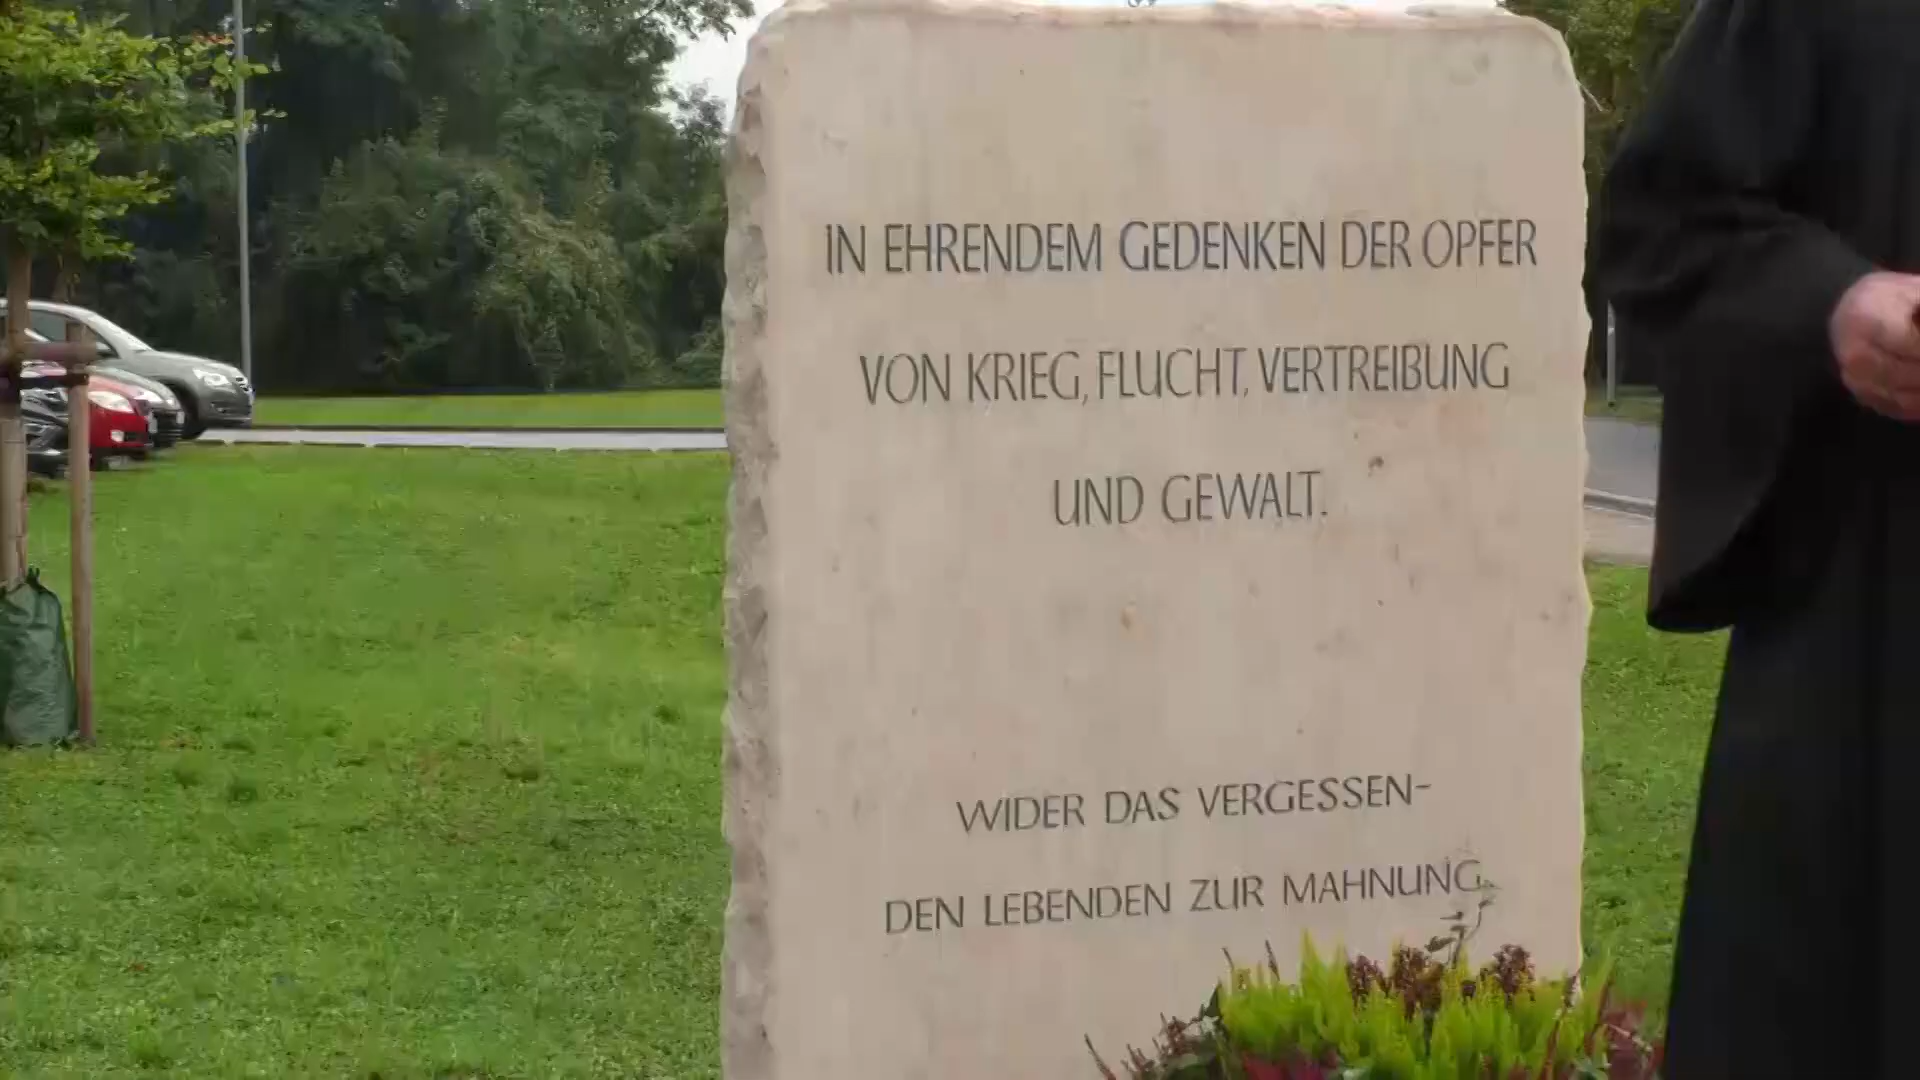 IN EHRENDEM GEDENKEN DER OPFER
VON KRIEG, FLUCHT, VERTREIBUNG
UND GEWALT.
WIDER DAS VERGESSEN-
DEN LEBENDEN ZUR MAHNUNG.